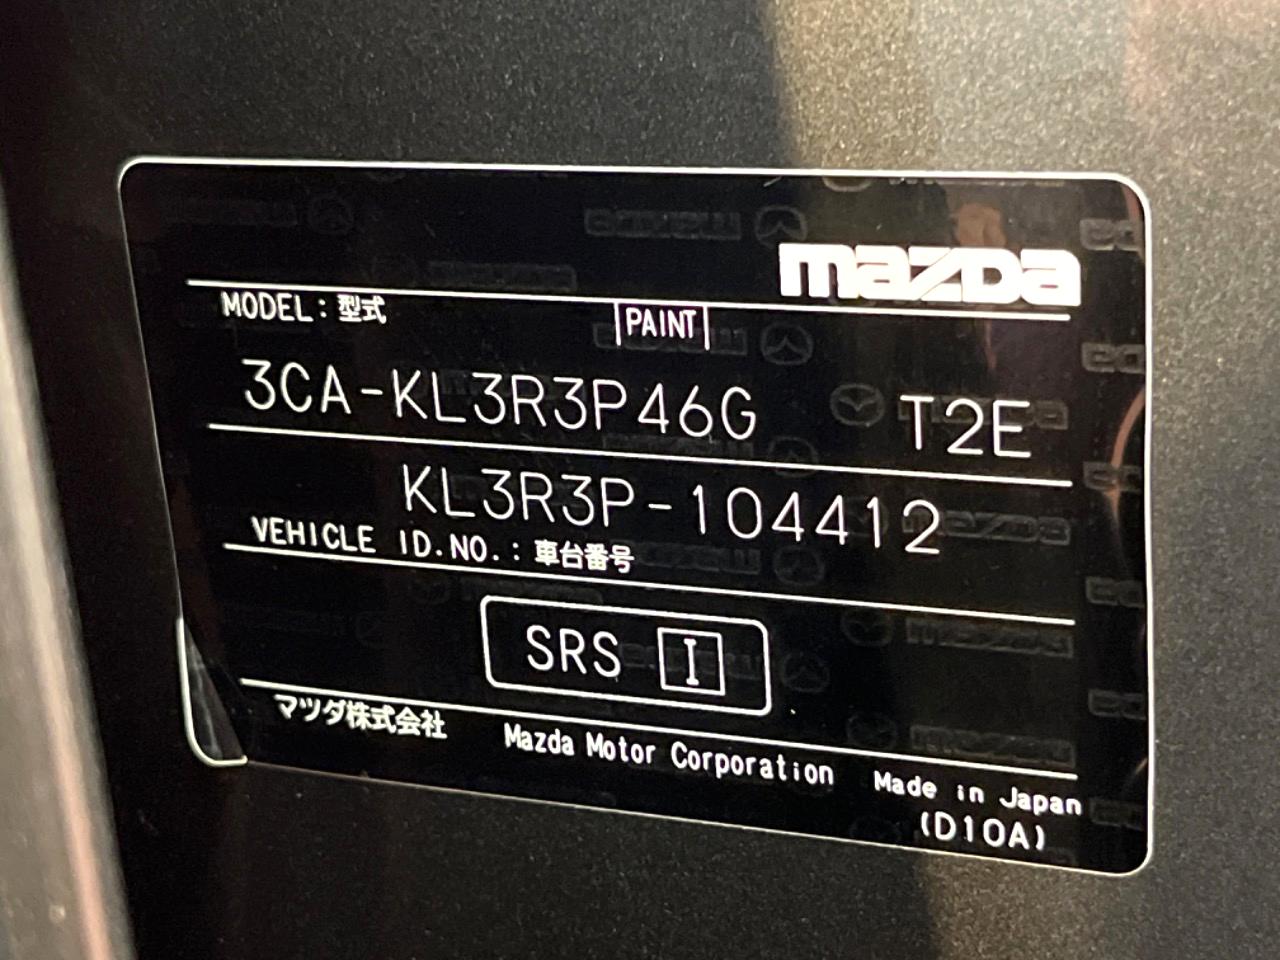 mazda
MODEL：型式 PAINT
3CA-KL3R3P46G T2E
KL3R3P-104412
VEHICLE ID.NO.：車台番号
SRS I
マツダ株式会社 Mazda Motor Corporation Made in Japan
(D10A)